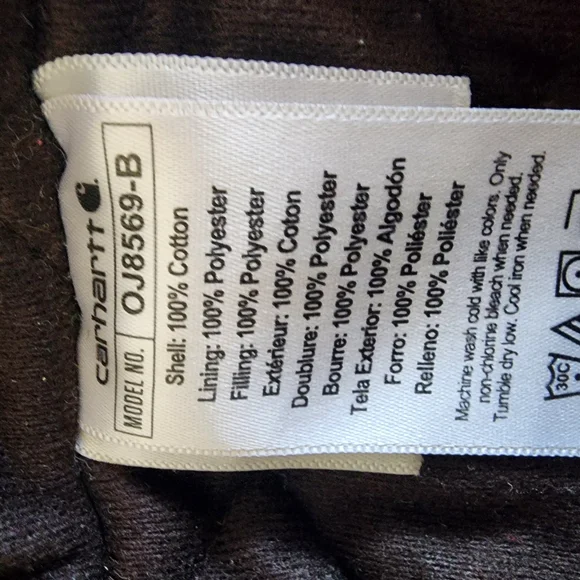 carhartt
MODEL NO. OJ8569-B
Shell: 100% Cotton
Lining: 100% Polyester
Filling: 100% Polyester
Extérieur: 100% Coton
Doublure: 100% Polyester
Bourre: 100% Polyester
Tela Exterior: 100% Algodón
Forro: 100% Poliéster
Relleno: 100% Poliéster
Machine wash cold with like colors. Only
non-chlorine bleach when needed.
Tumble dry low. Cool iron when needed.
30C